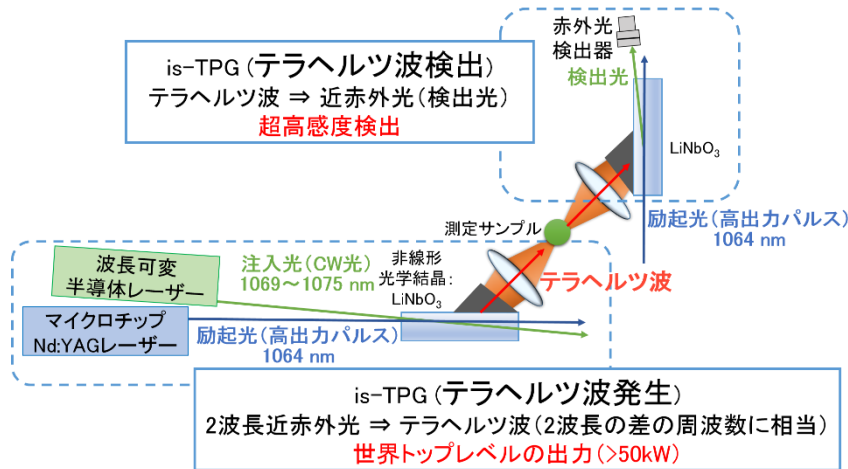 赤外光
検出器
検出光
is-TPG (テラヘルツ波検出)
テラヘルツ波 ⇒ 近赤外光(検出光)
超高感度検出
LiNbO3
測定サンプル
励起光(高出力パルス)
1064 nm
波長可変
半導体レーザー
注入光(CW光)
1069～1075 nm
非線形
光学結晶:
LiNbO3
テラヘルツ波
マイクロチップ
Nd:YAGレーザー
励起光(高出力パルス)
1064 nm
is-TPG (テラヘルツ波発生)
2波長近赤外光 ⇒ テラヘルツ波(2波長の差の周波数に相当)
世界トップレベルの出力(>50kW)